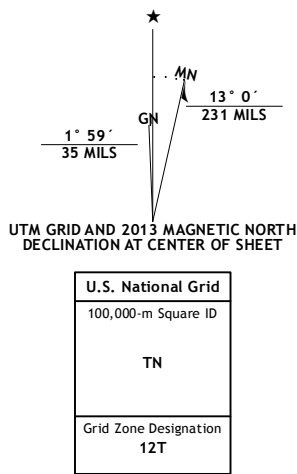 ★
MN
GN
1° 59´
35 MILS
13° 0´
231 MILS
UTM GRID AND 2013 MAGNETIC NORTH
DECLINATION AT CENTER OF SHEET
U.S. National Grid
100,000-m Square ID
TN
Grid Zone Designation
12T